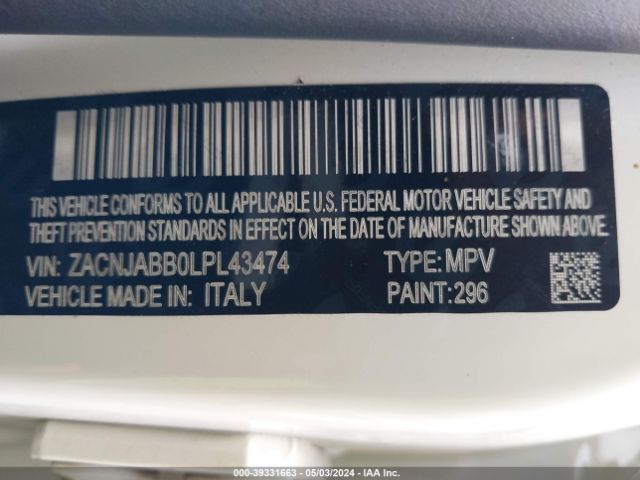 THIS VEHICLE CONFORMS TO ALL APPLICABLE U.S. FEDERAL MOTOR VEHICLE SAFETY AND
THEFT PREVENTION STANDARDS IN EFFECT ON THE DATE OF MANUFACTURE SHOWN ABOVE.
VIN: ZACNJABB0LPL43474 TYPE: MPV
VEHICLE MADE IN: ITALY PAINT: 296
000-39331663 - 05/03/2024 - IAA Inc.